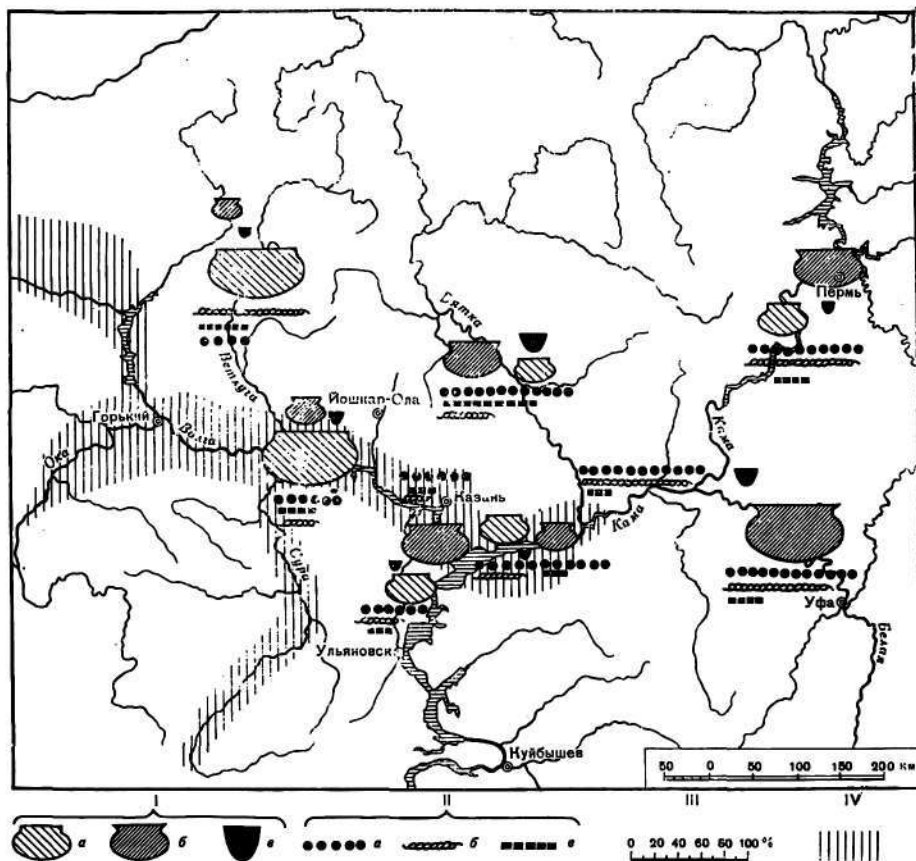 Пермь
Вятка
Ветлуга
Йошкар-Ола
Кама
Горький
Волга
Ока
Казань
Кама
Сура
Уфа
Белая
Ульяновск
Куйбышев
50 0 50 100 150 200 км
I II III IV
а б в а б в 0 20 40 60 80 100 %